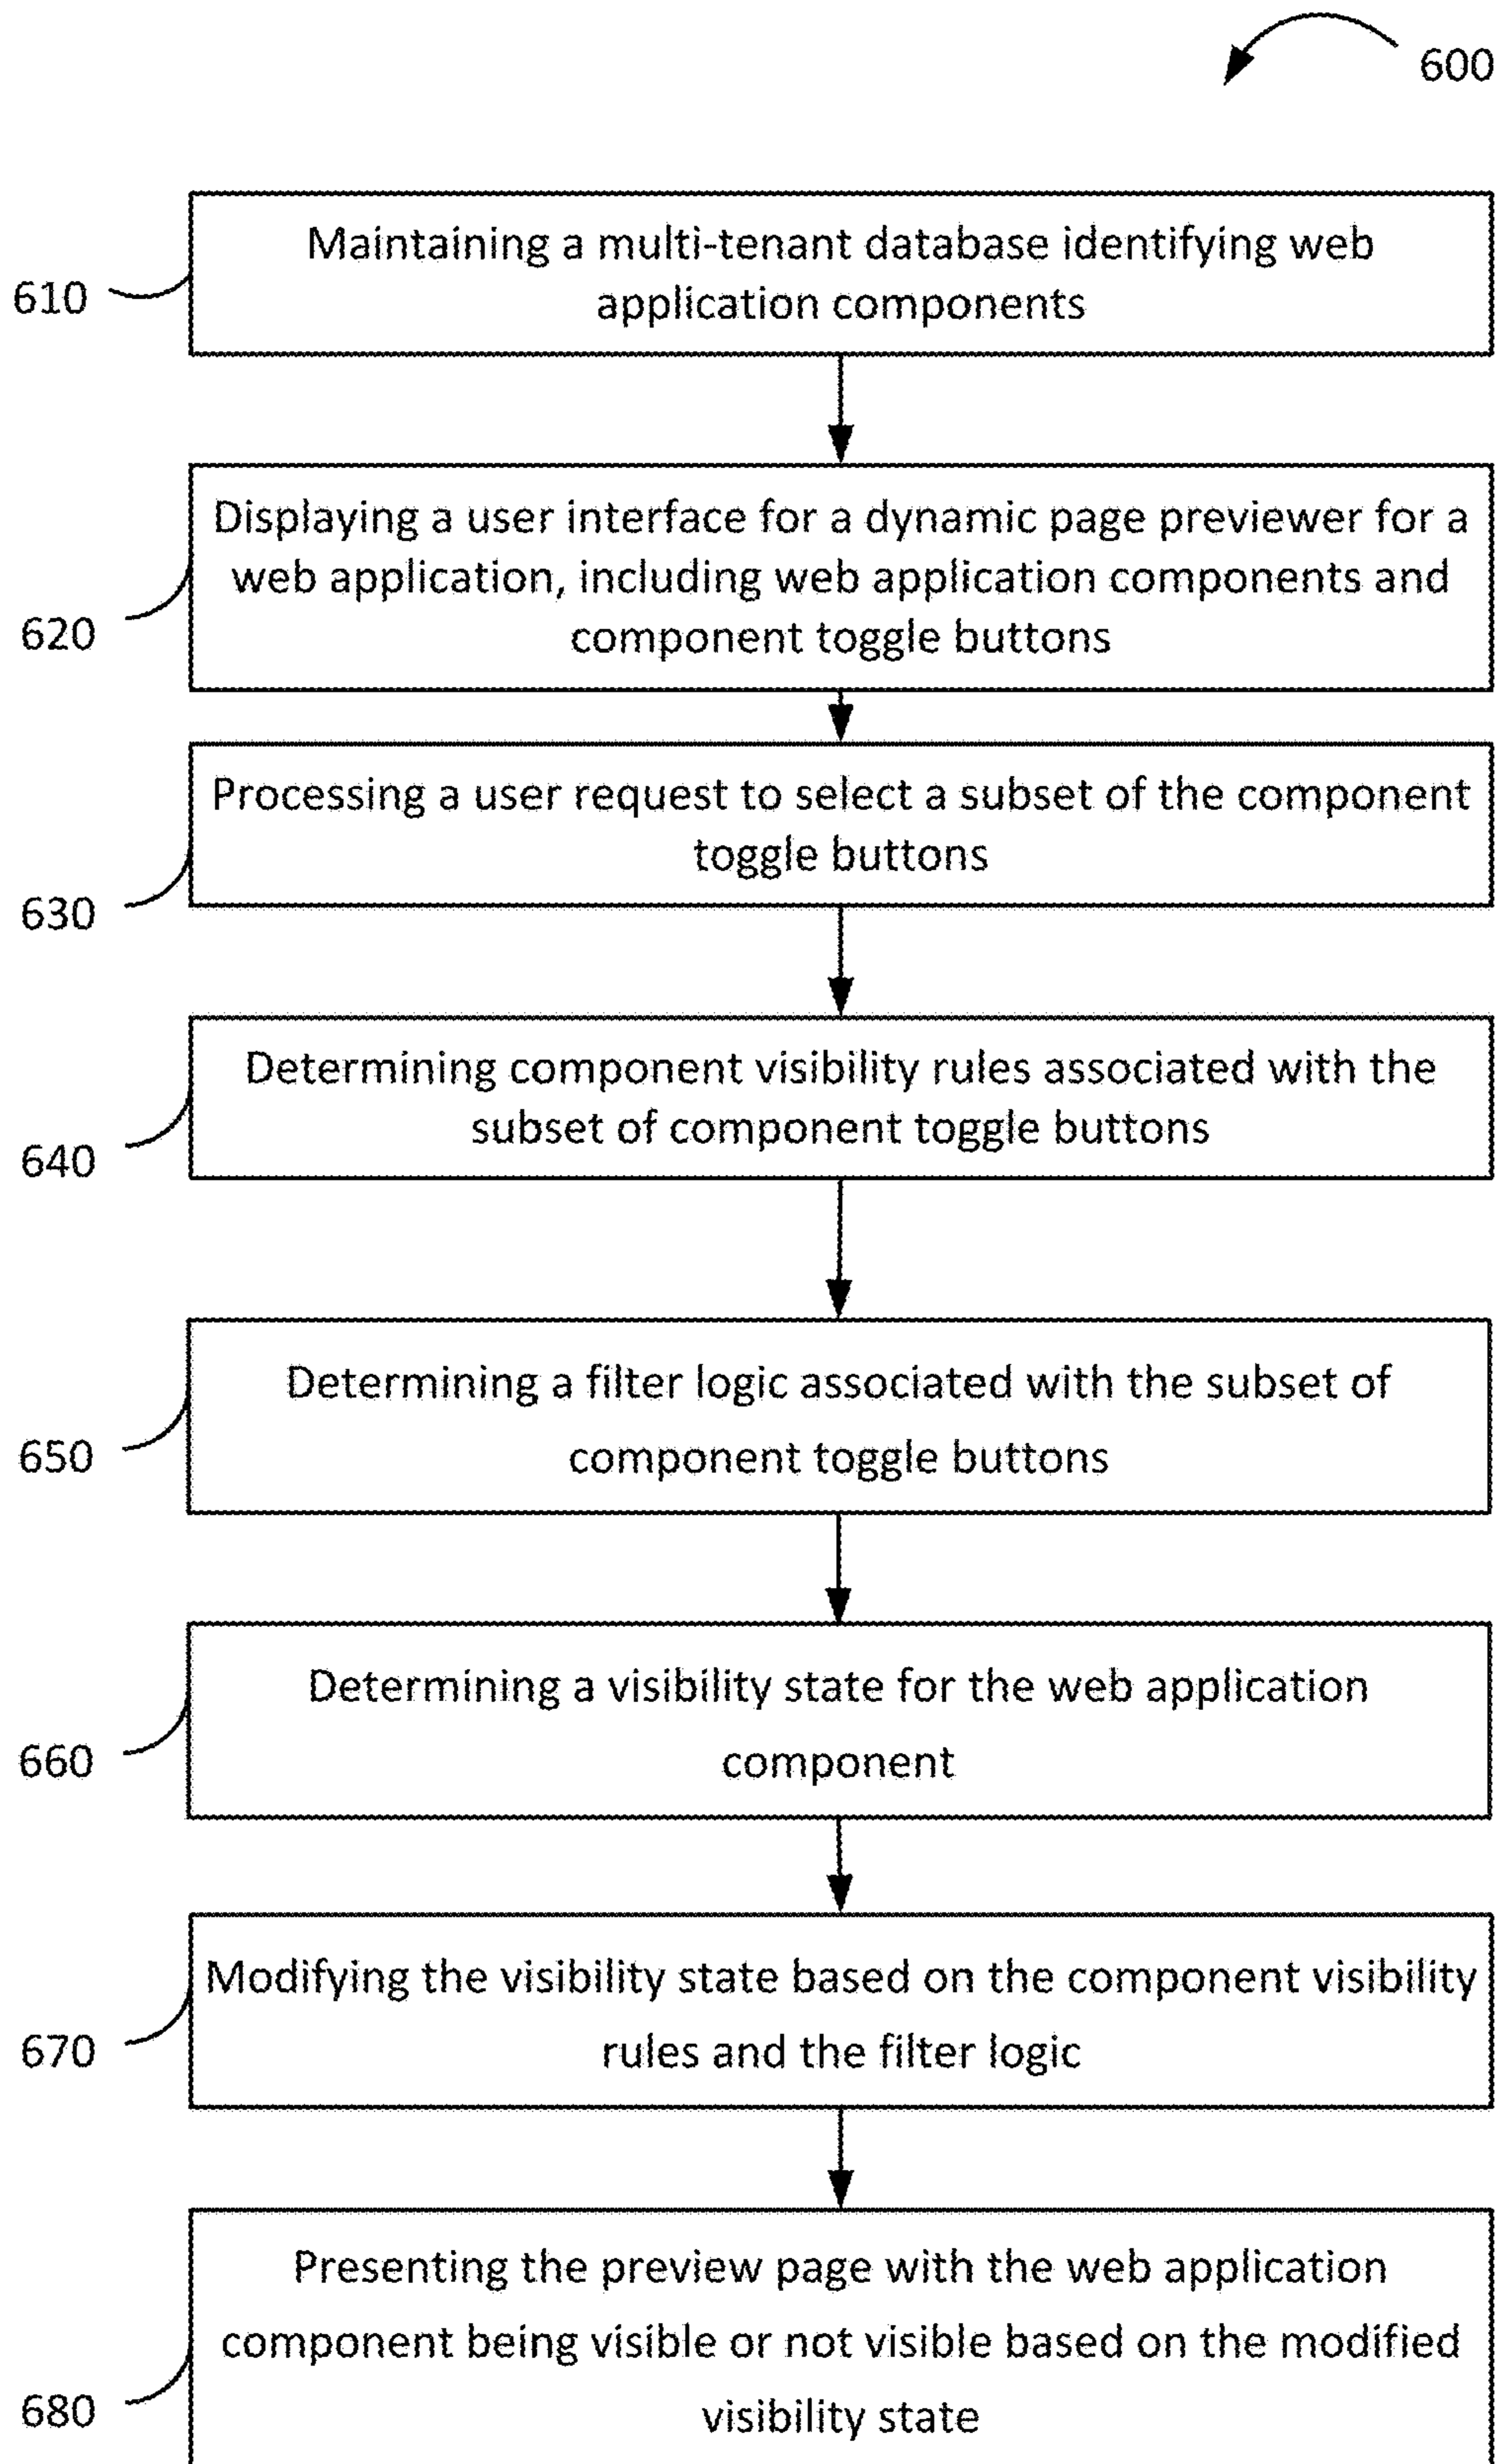 600
Maintaining a multi-tenant database identifying web
application components
610
Displaying a user interface for a dynamic page previewer for a
web application, including web application components and
component toggle buttons
620
Processing a user request to select a subset of the component
toggle buttons
630
Determining component visibility rules associated with the
subset of component toggle buttons
640
Determining a filter logic associated with the subset of
component toggle buttons
650
Determining a visibility state for the web application
component
660
Modifying the visibility state based on the component visibility
rules and the filter logic
670
Presenting the preview page with the web application
component being visible or not visible based on the modified
visibility state
680